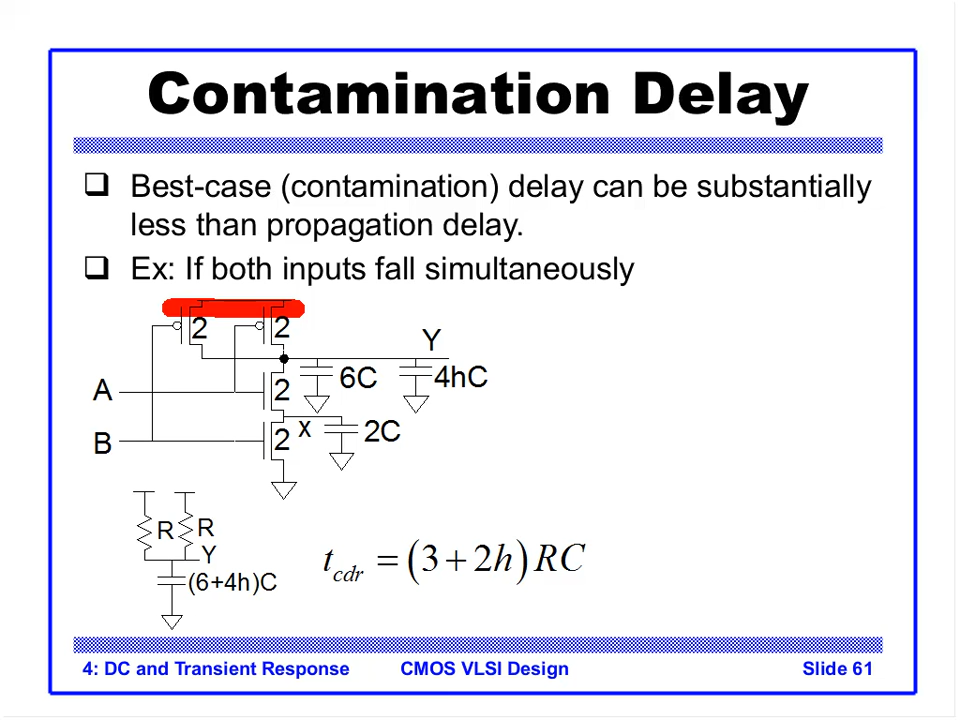 Contamination Delay
❑ Best-case (contamination) delay can be substantially
less than propagation delay.
❑ Ex: If both inputs fall simultaneously
2 2
Y
6C 4hC
A 2
B 2 x 2C
R R
Y
(6+4h)C
t_cdr = (3 + 2h) RC
4: DC and Transient Response CMOS VLSI Design Slide 61